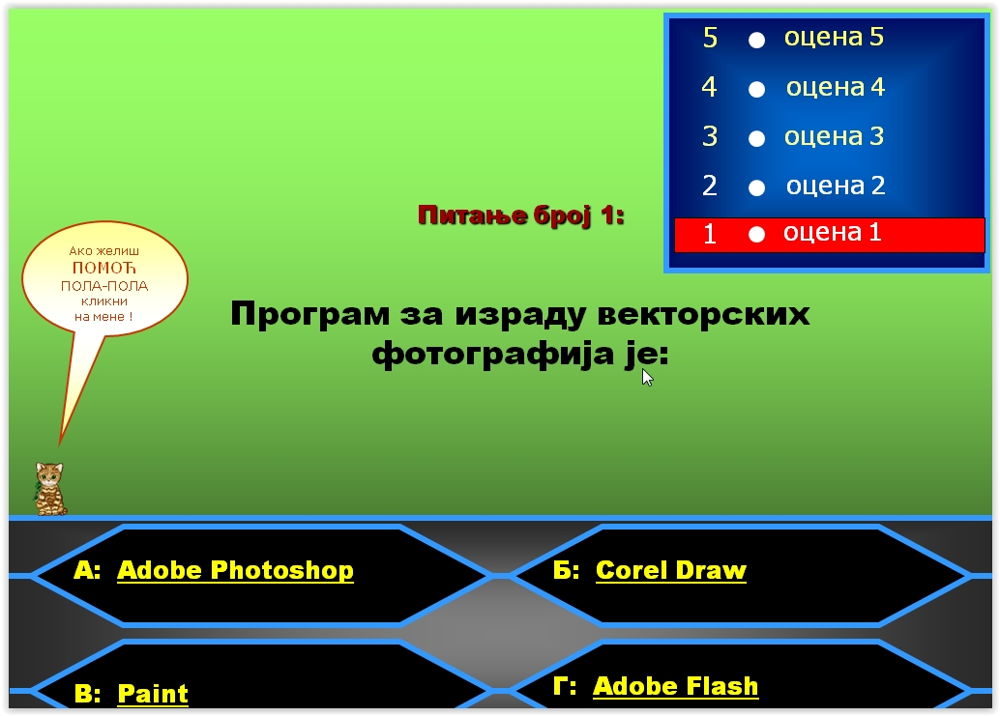 5 ● оцена 5
4 ● оцена 4
3 ● оцена 3
2 ● оцена 2
1 ● оцена 1
Питање број 1:
Ако желиш
ПОМОЋ
ПОЛА-ПОЛА
кликни
на мене !
Програм за израду векторских
фотографија је:
А: Adobe Photoshop
Б: Corel Draw
В: Paint
Г: Adobe Flash